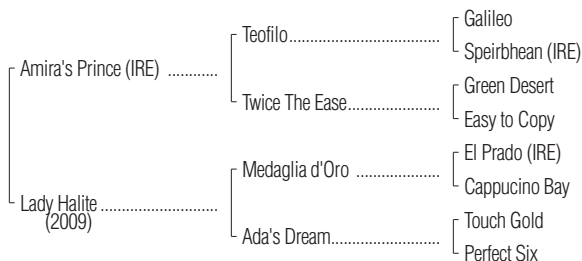 Galileo
Teofilo
Speirbhean (IRE)
Amira's Prince (IRE)
Green Desert
Twice The Ease
Easy to Copy
El Prado (IRE)
Medaglia d'Oro
Cappucino Bay
Lady Halite
(2009)
Touch Gold
Ada's Dream
Perfect Six